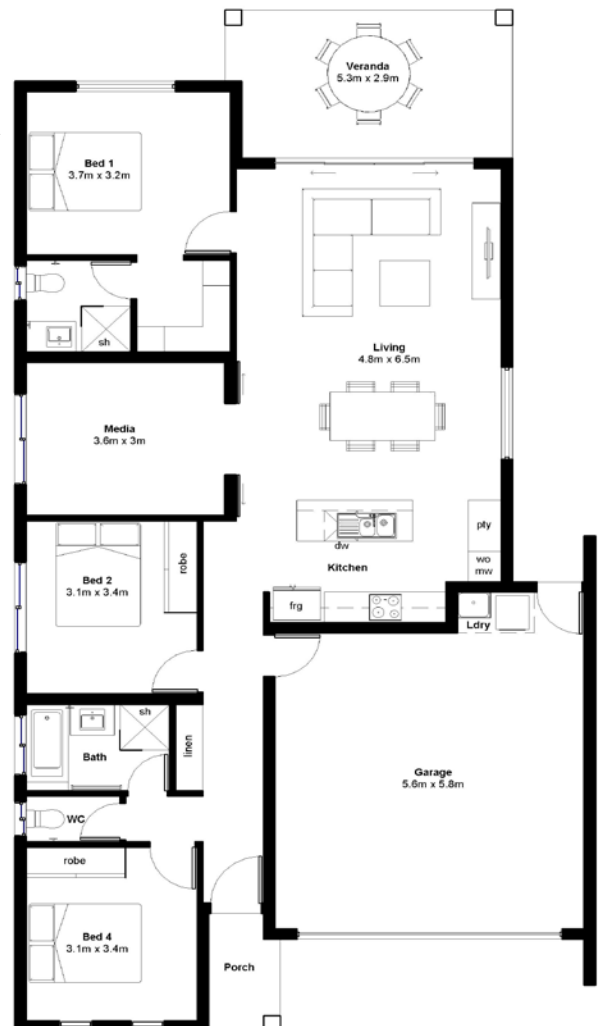 Veranda
5.3m x 2.9m
Bed 1
3.7m x 3.2m
sh
Living
4.8m x 6.5m
Media
3.6m x 3m
pty
dw
Kitchen
wo
mw
robe
Bed 2
3.1m x 3.4m
frg
Ldry
sh
linen
Bath
Garage
5.6m x 5.8m
WC
robe
Bed 4
3.1m x 3.4m
Porch